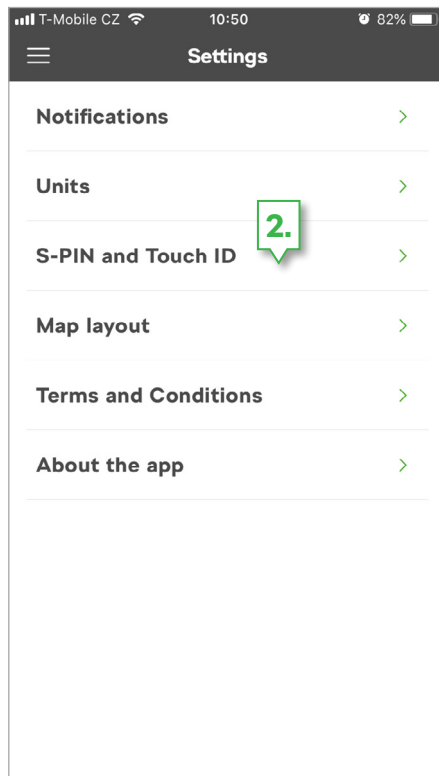 T-Mobile CZ 10:50 82%
Settings
Notifications
Units
2.
S-PIN and Touch ID
Map layout
Terms and Conditions
About the app